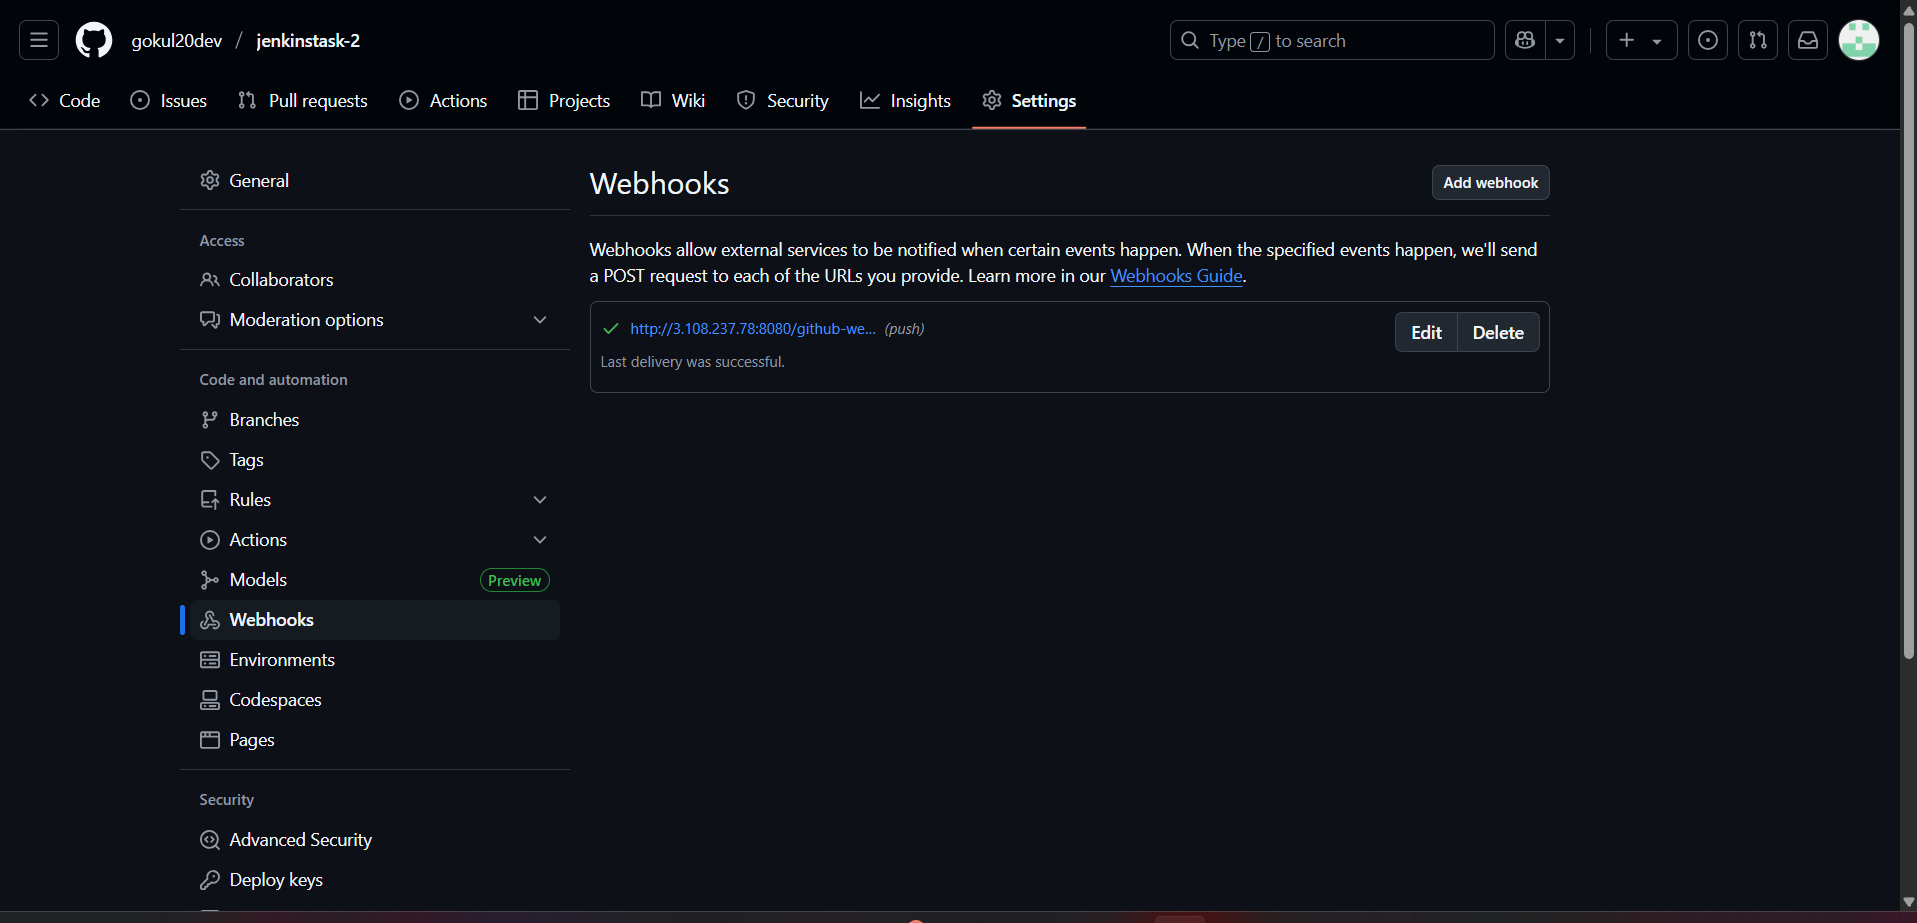 gokul20dev / jenkinstask-2
Type / to search
Code Issues Pull requests Actions Projects Wiki Security Insights Settings
General
Access
Collaborators
Moderation options
Code and automation
Branches
Tags
Rules
Actions
Models Preview
Webhooks
Environments
Codespaces
Pages
Security
Advanced Security
Deploy keys
Webhooks
Add webhook
Webhooks allow external services to be notified when certain events happen. When the specified events happen, we'll send
a POST request to each of the URLs you provide. Learn more in our Webhooks Guide.
http://3.108.237.78:8080/github-we... (push)
Edit Delete
Last delivery was successful.